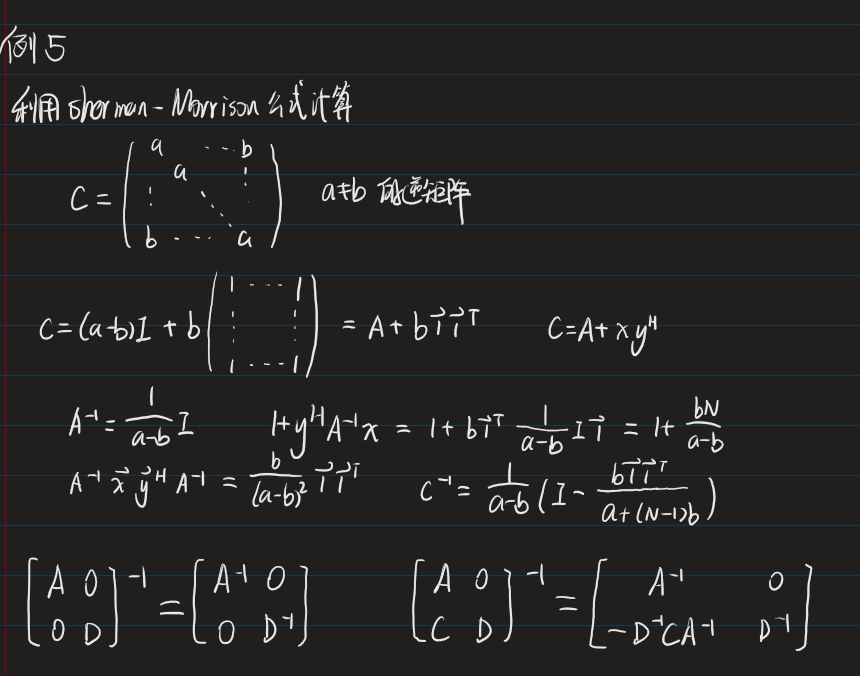 例5
利用 Sherman-Morrison 公式计算
C = \begin{pmatrix} a & \cdots & b \\ \vdots & a \ddots & \vdots \\ b & \cdots & a \end{pmatrix} a≠b 的逆矩阵
C = (a-b)I + b \begin{pmatrix} 1 & \cdots & 1 \\ \vdots & & \vdots \\ 1 & \cdots & 1 \end{pmatrix} = A + b \vec{1} \vec{1}^T C = A + xy^H
A^{-1} = \frac{1}{a-b} I 1 + y^H A^{-1} x = 1 + b \vec{1}^T \frac{1}{a-b} I \vec{1} = 1 + \frac{bN}{a-b}
A^{-1} \vec{x} \vec{y}^H A^{-1} = \frac{b}{(a-b)^2} \vec{1} \vec{1}^T C^{-1} = \frac{1}{a-b} ( I - \frac{b \vec{1} \vec{1}^T}{a+(N-1)b} )
\begin{bmatrix} A & 0 \\ 0 & D \end{bmatrix}^{-1} = \begin{bmatrix} A^{-1} & 0 \\ 0 & D^{-1} \end{bmatrix} \begin{bmatrix} A & 0 \\ C & D \end{bmatrix}^{-1} = \begin{bmatrix} A^{-1} & 0 \\ -D^{-1}CA^{-1} & D^{-1} \end{bmatrix}